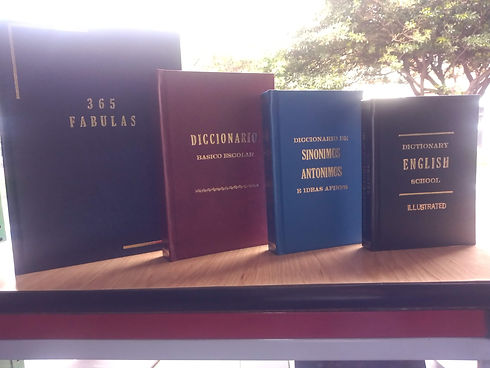 365
FABULAS
DICCIONARIO
BASICO ESCOLAR
DICCIONARIO DE
SINONIMOS
ANTONIMOS
E IDEAS AFINES
DICTIONARY
ENGLISH
SCHOOL
ILLUSTRATED